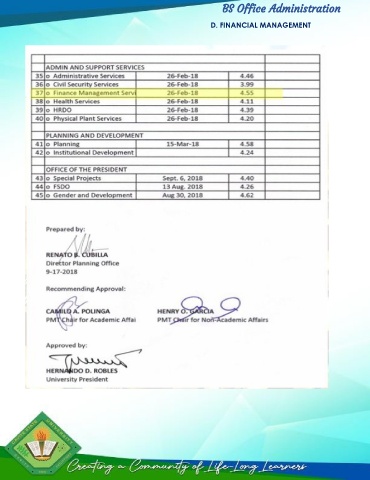 BS Office Administration
D. FINANCIAL MANAGEMENT
ADMIN AND SUPPORT SERVICES
35 o Administrative Services 26-Feb-18 4.46
36 o Civil Security Services 26-Feb-18 3.99
37 o Finance Management Servi 26-Feb-18 4.55
38 o Health Services 26-Feb-18 4.11
39 o HRDO 26-Feb-18 4.39
40 o Physical Plant Services 26-Feb-18 4.20
PLANNING AND DEVELOPMENT
41 o Planning 15-Mar-18 4.58
42 o Institutional Development 4.24
OFFICE OF THE PRESIDENT
43 o Special Projects Sept. 6, 2018 4.40
44 o FSDO 13 Aug. 2018 4.26
45 o Gender and Development Aug 30, 2018 4.62
Prepared by:
RENATO B. CUBILLA
Director Planning Office
9-17-2018
Recommending Approval:
CAMILO A. POLINGA HENRY O. GARCIA
PMT Chair for Academic Affai PMT Chair for Non-Academic Affairs
Approved by:
HERNANDO D. ROBLES
University President
Creating a Community of Life-Long Learners